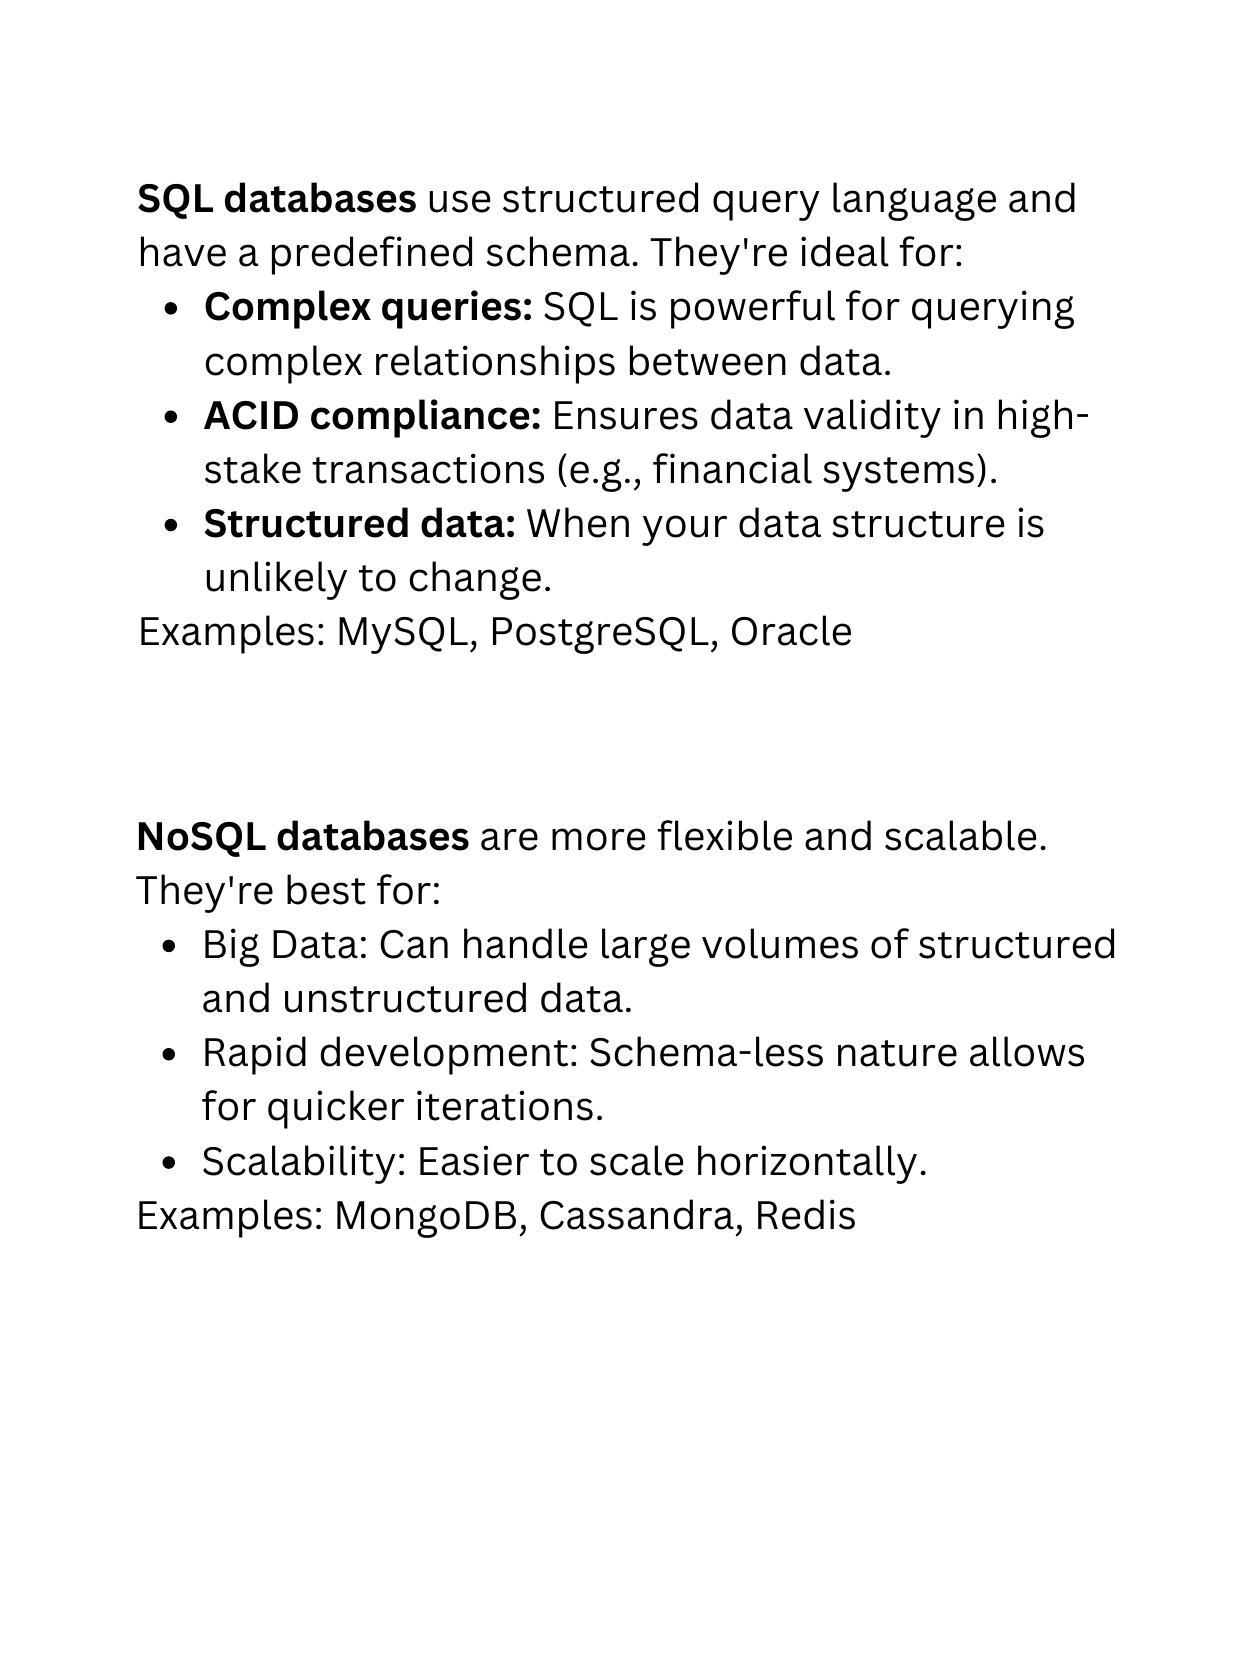 SQL databases use structured query language and
have a predefined schema. They're ideal for:
• Complex queries: SQL is powerful for querying
complex relationships between data.
• ACID compliance: Ensures data validity in high-
stake transactions (e.g., financial systems).
• Structured data: When your data structure is
unlikely to change.
Examples: MySQL, PostgreSQL, Oracle
NoSQL databases are more flexible and scalable.
They're best for:
• Big Data: Can handle large volumes of structured
and unstructured data.
• Rapid development: Schema-less nature allows
for quicker iterations.
• Scalability: Easier to scale horizontally.
Examples: MongoDB, Cassandra, Redis